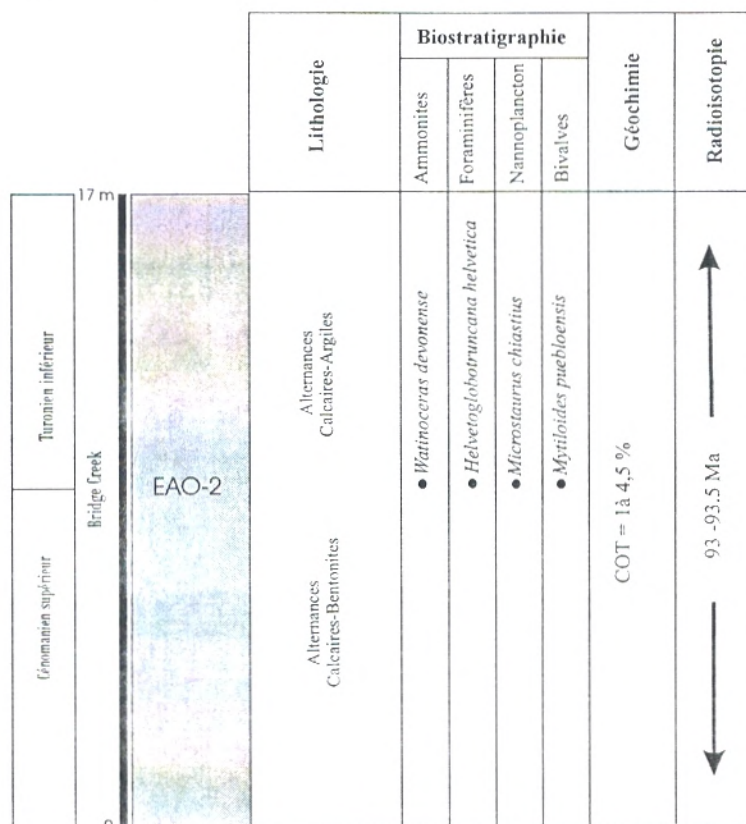 Lithologie
Biostratigraphie
Ammonites
Foraminifères
Nannoplancton
Bivalves
Géochimie
Radioisotopie
17 m
Turonien inférieur
Cénomanien supérieur
Bridge Creek
EAO-2
Alternances
Calcaires-Argiles
Alternances
Calcaires-Bentonites
● Watinoceras devonense
● Helvetoglobotruncana helvetica
● Microstaurus chiastius
● Mytiloides puebloensis
COT = 1à 4,5 %
93 -93.5 Ma